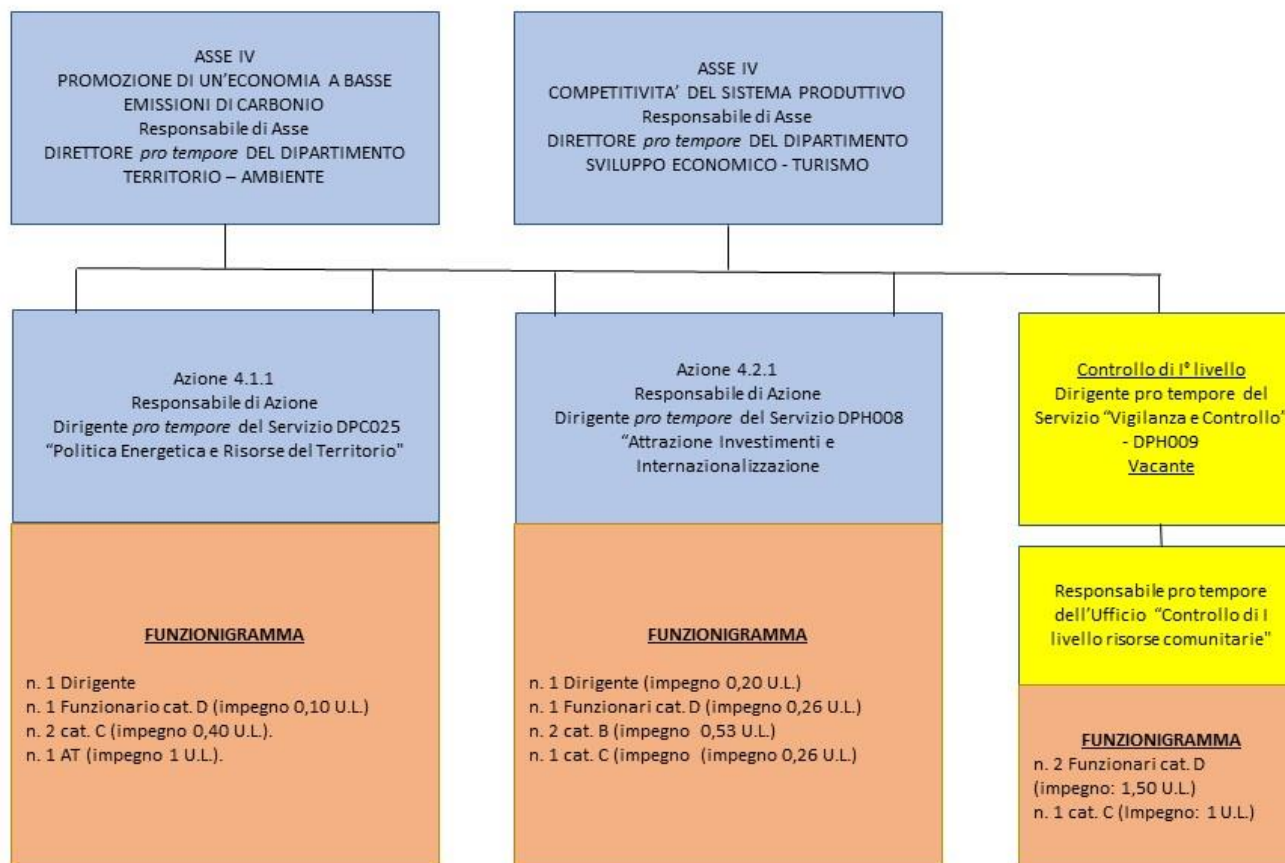 ASSE IV
PROMOZIONE DI UN'ECONOMIA A BASSE
EMISSIONI DI CARBONIO
Responsabile di Asse
DIRETTORE pro tempore DEL DIPARTIMENTO
TERRITORIO – AMBIENTE
ASSE IV
COMPETITIVITA' DEL SISTEMA PRODUTTIVO
Responsabile di Asse
DIRETTORE pro tempore DEL DIPARTIMENTO
SVILUPPO ECONOMICO - TURISMO
Azione 4.1.1
Responsabile di Azione
Dirigente pro tempore del Servizio DPC025
"Politica Energetica e Risorse del Territorio"
Azione 4.2.1
Responsabile di Azione
Dirigente pro tempore del Servizio DPH008
"Attrazione Investimenti e
Internazionalizzazione
Controllo di I° livello
Dirigente pro tempore del
Servizio "Vigilanza e Controllo"
- DPH009
Vacante
Responsabile pro tempore
dell'Ufficio "Controllo di I
livello risorse comunitarie"
FUNZIONIGRAMMA
n. 1 Dirigente
n. 1 Funzionario cat. D (impegno 0,10 U.L.)
n. 2 cat. C (impegno 0,40 U.L.).
n. 1 AT (impegno 1 U.L.).
FUNZIONIGRAMMA
n. 1 Dirigente (impegno 0,20 U.L.)
n. 1 Funzionari cat. D (impegno 0,26 U.L.)
n. 2 cat. B (impegno 0,53 U.L.)
n. 1 cat. C (impegno (impegno 0,26 U.L.)
FUNZIONIGRAMMA
n. 2 Funzionari cat. D
(impegno: 1,50 U.L.)
n. 1 cat. C (Impegno: 1 U.L.)